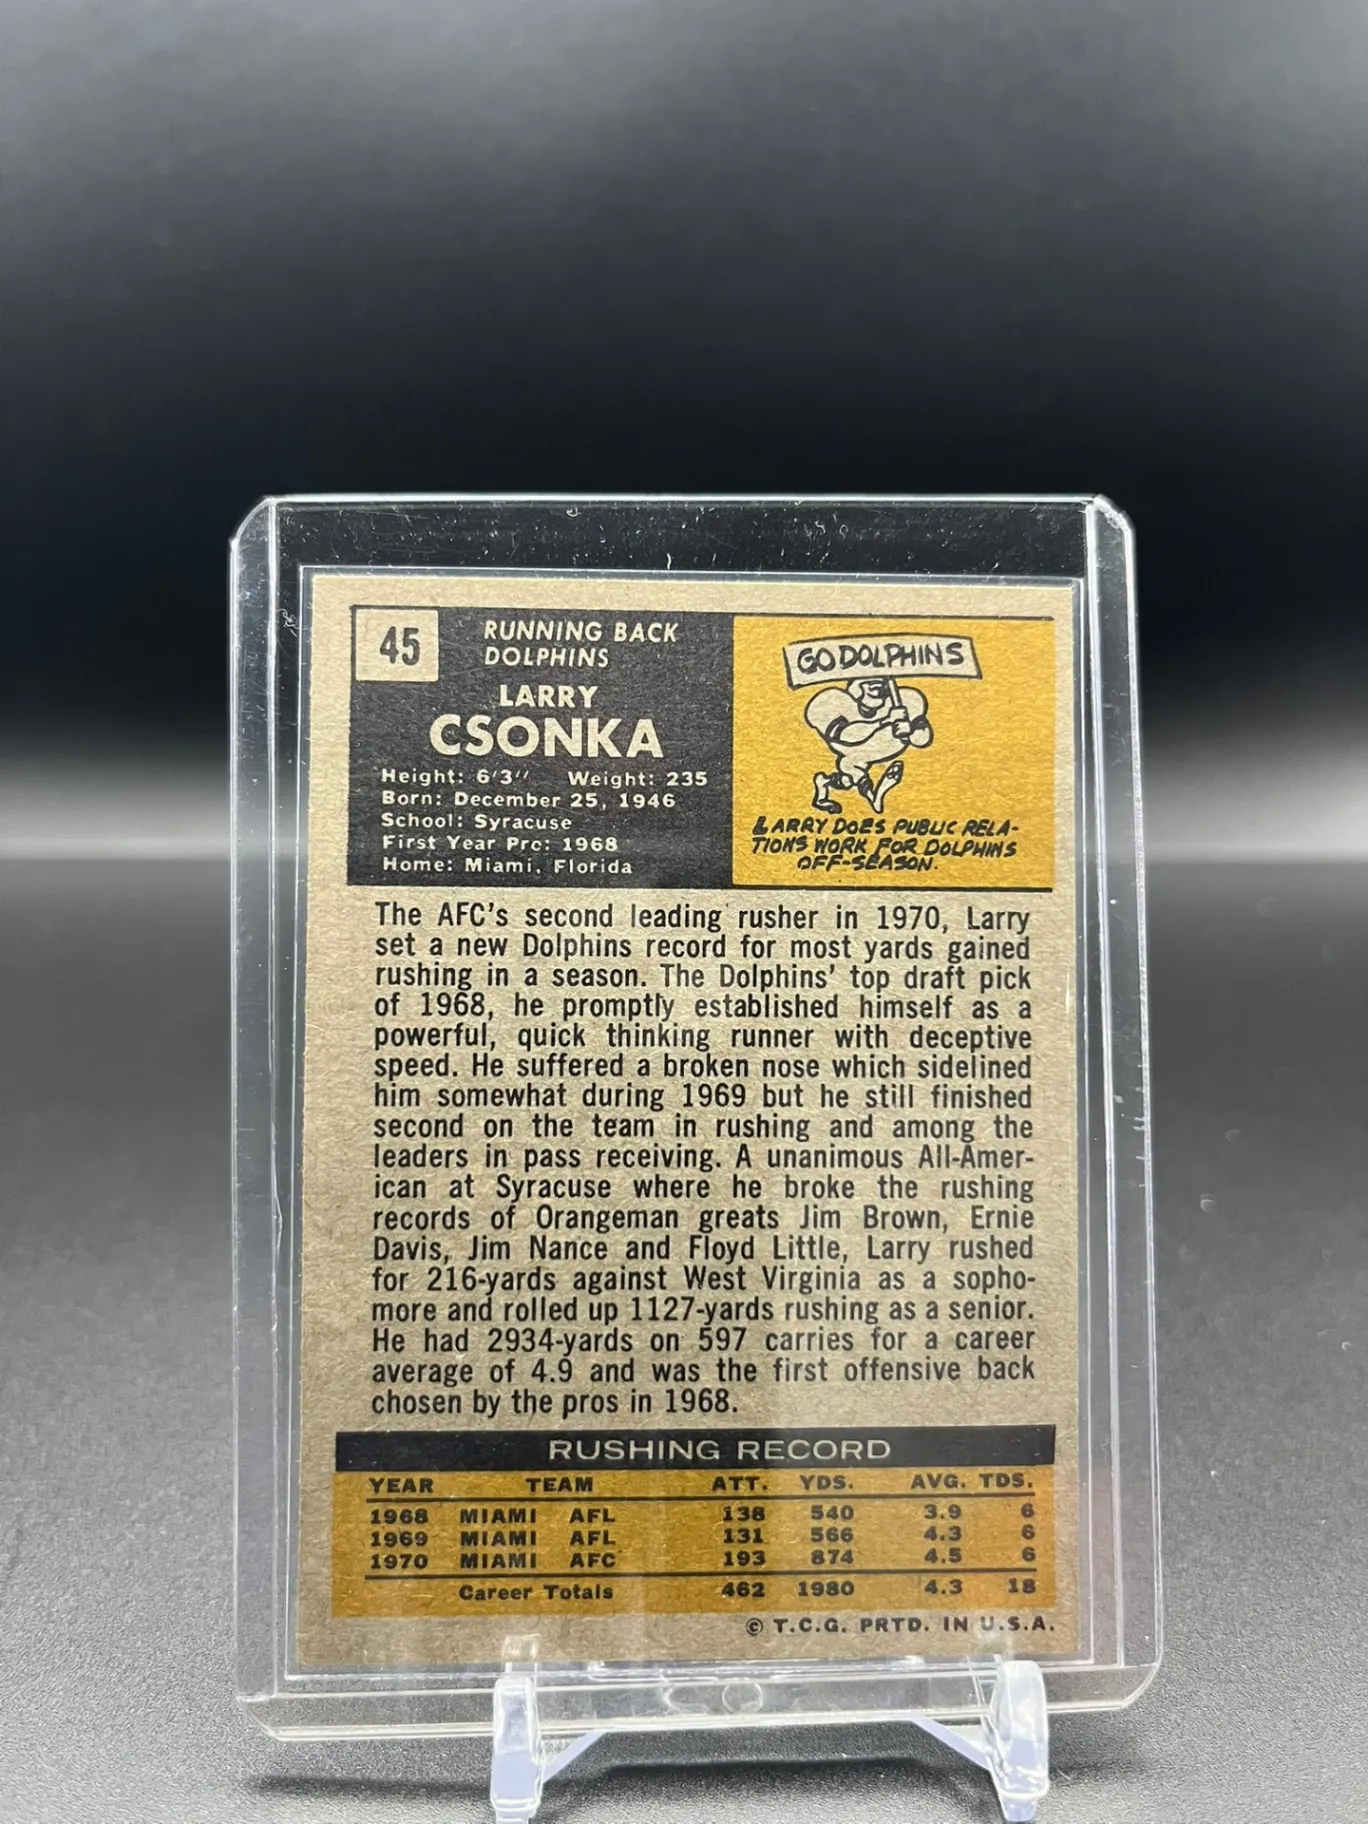 45
RUNNING BACK
DOLPHINS
LARRY
CSONKA
Height: 6'3'' Weight: 235
Born: December 25, 1946
School: Syracuse
First Year Pro: 1968
Home: Miami, Florida
GO DOLPHINS
LARRY DOES PUBLIC RELA-
TIONS WORK FOR DOLPHINS
OFF-SEASON.
The AFC's second leading rusher in 1970, Larry
set a new Dolphins record for most yards gained
rushing in a season. The Dolphins' top draft pick
of 1968, he promptly established himself as a
powerful, quick thinking runner with deceptive
speed. He suffered a broken nose which sidelined
him somewhat during 1969 but he still finished
second on the team in rushing and among the
leaders in pass receiving. A unanimous All-Amer-
ican at Syracuse where he broke the rushing
records of Orangeman greats Jim Brown, Ernie
Davis, Jim Nance and Floyd Little, Larry rushed
for 216-yards against West Virginia as a sopho-
more and rolled up 1127-yards rushing as a senior.
He had 2934-yards on 597 carries for a career
average of 4.9 and was the first offensive back
chosen by the pros in 1968.
RUSHING RECORD
YEAR TEAM ATT. YDS. AVG. TDS.
1968 MIAMI AFL 138 540 3.9 6
1969 MIAMI AFL 131 566 4.3 6
1970 MIAMI AFC 193 874 4.5 6
Career Totals 462 1980 4.3 18
© T.C.G. PRTD. IN U.S.A.